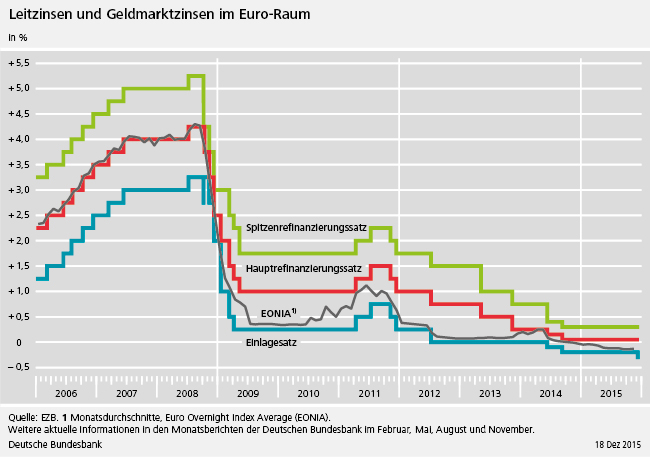 Leitzinsen und Geldmarktzinsen im Euro-Raum
in %
+ 5,5
+ 5,0
+ 4,5
+ 4,0
+ 3,5
+ 3,0
+ 2,5
+ 2,0
+ 1,5
+ 1,0
+ 0,5
0
– 0,5
Spitzenrefinanzierungssatz
Hauptrefinanzierungssatz
EONIA 1)
Einlagesatz
2006 2007 2008 2009 2010 2011 2012 2013 2014 2015
Quelle: EZB. 1 Monatsdurchschnitte, Euro Overnight Index Average (EONIA).
Weitere aktuelle Informationen in den Monatsberichten der Deutschen Bundesbank im Februar, Mai, August und November.
Deutsche Bundesbank 18 Dez 2015